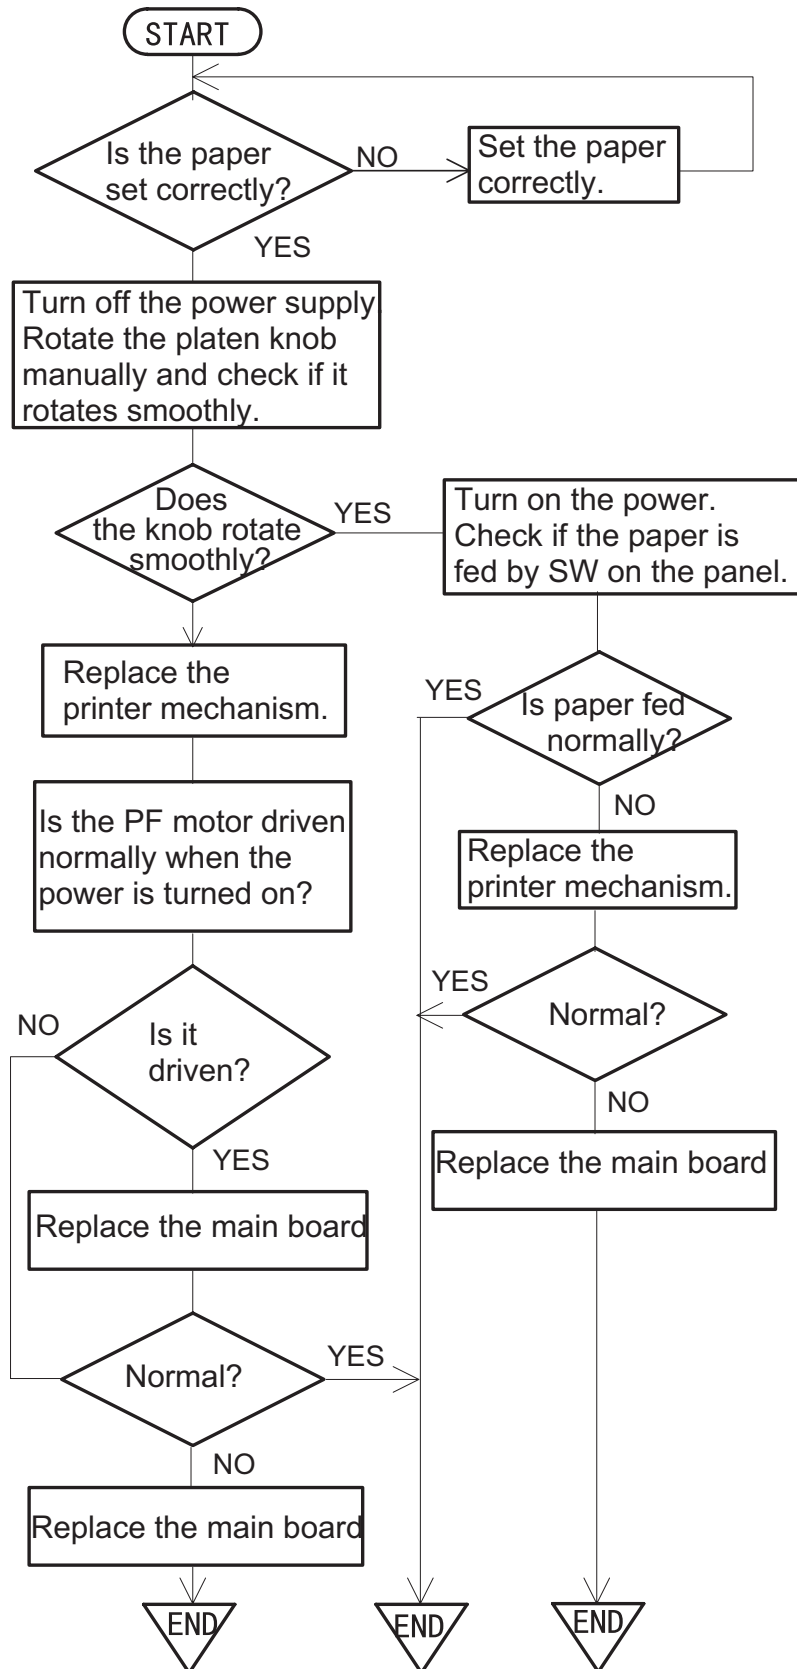 START
Is the paper
set correctly?
NO
Set the paper
correctly.
YES
Turn off the power supply.
Rotate the platen knob
manually and check if it
rotates smoothly.
Does
the knob rotate
smoothly?
YES
Turn on the power.
Check if the paper is
fed by SW on the panel.
Replace the
printer mechanism.
YES
Is paper fed
normally?
NO
Is the PF motor driven
normally when the
power is turned on?
Replace the
printer mechanism.
YES
Normal?
NO
NO
Is it
driven?
YES
Replace the main board
Replace the main board
Normal?
YES
NO
Replace the main board
END
END
END